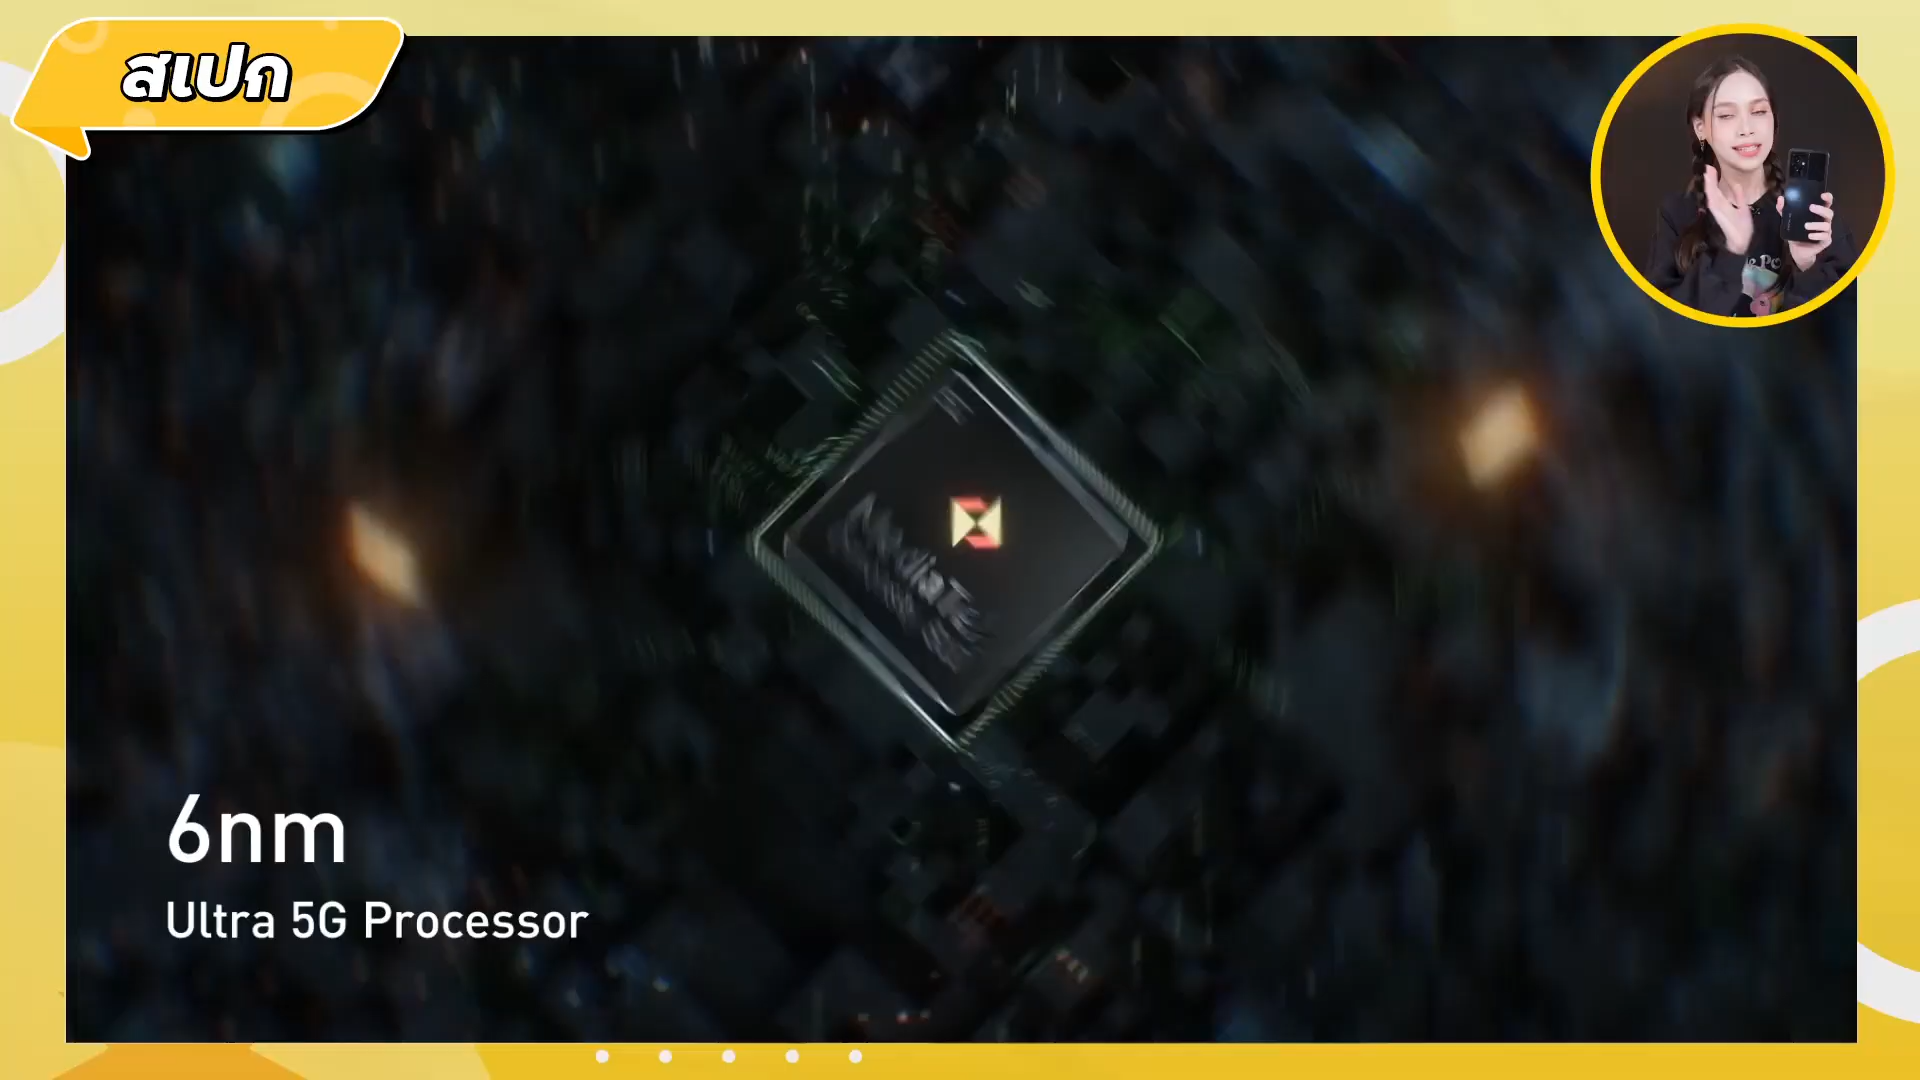 สเปก
6nm
Ultra 5G Processor